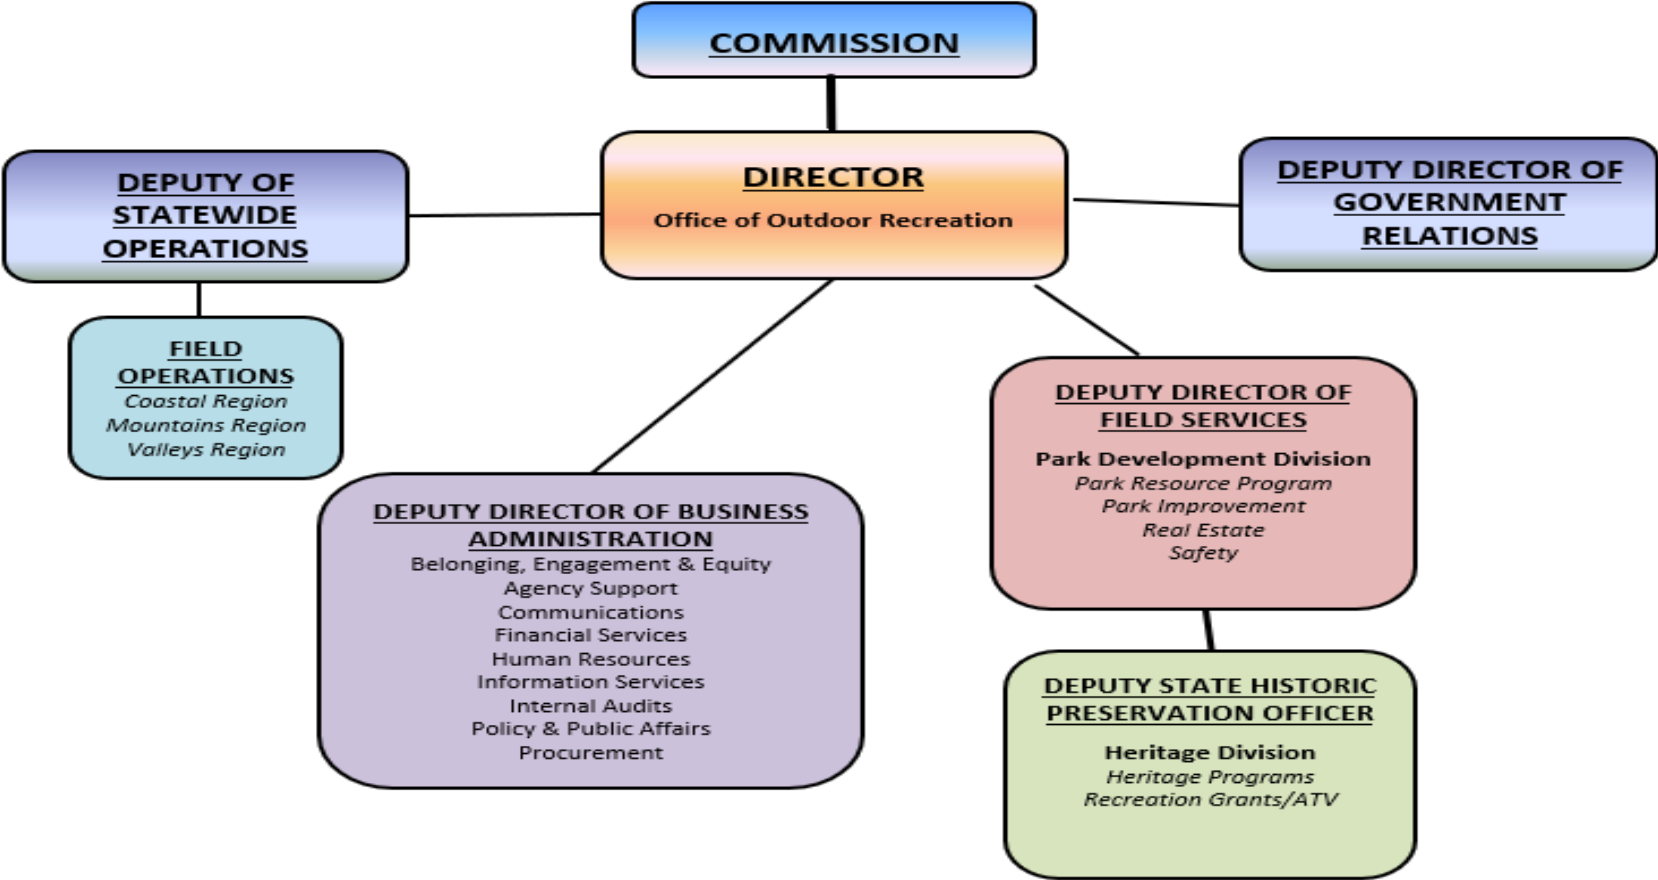 COMMISSION
DIRECTOR
Office of Outdoor Recreation
DEPUTY OF
STATEWIDE
OPERATIONS
DEPUTY DIRECTOR OF
GOVERNMENT
RELATIONS
FIELD
OPERATIONS
Coastal Region
Mountains Region
Valleys Region
DEPUTY DIRECTOR OF BUSINESS
ADMINISTRATION
Belonging, Engagement & Equity
Agency Support
Communications
Financial Services
Human Resources
Information Services
Internal Audits
Policy & Public Affairs
Procurement
DEPUTY DIRECTOR OF
FIELD SERVICES
Park Development Division
Park Resource Program
Park Improvement
Real Estate
Safety
DEPUTY STATE HISTORIC
PRESERVATION OFFICER
Heritage Division
Heritage Programs
Recreation Grants/ATV